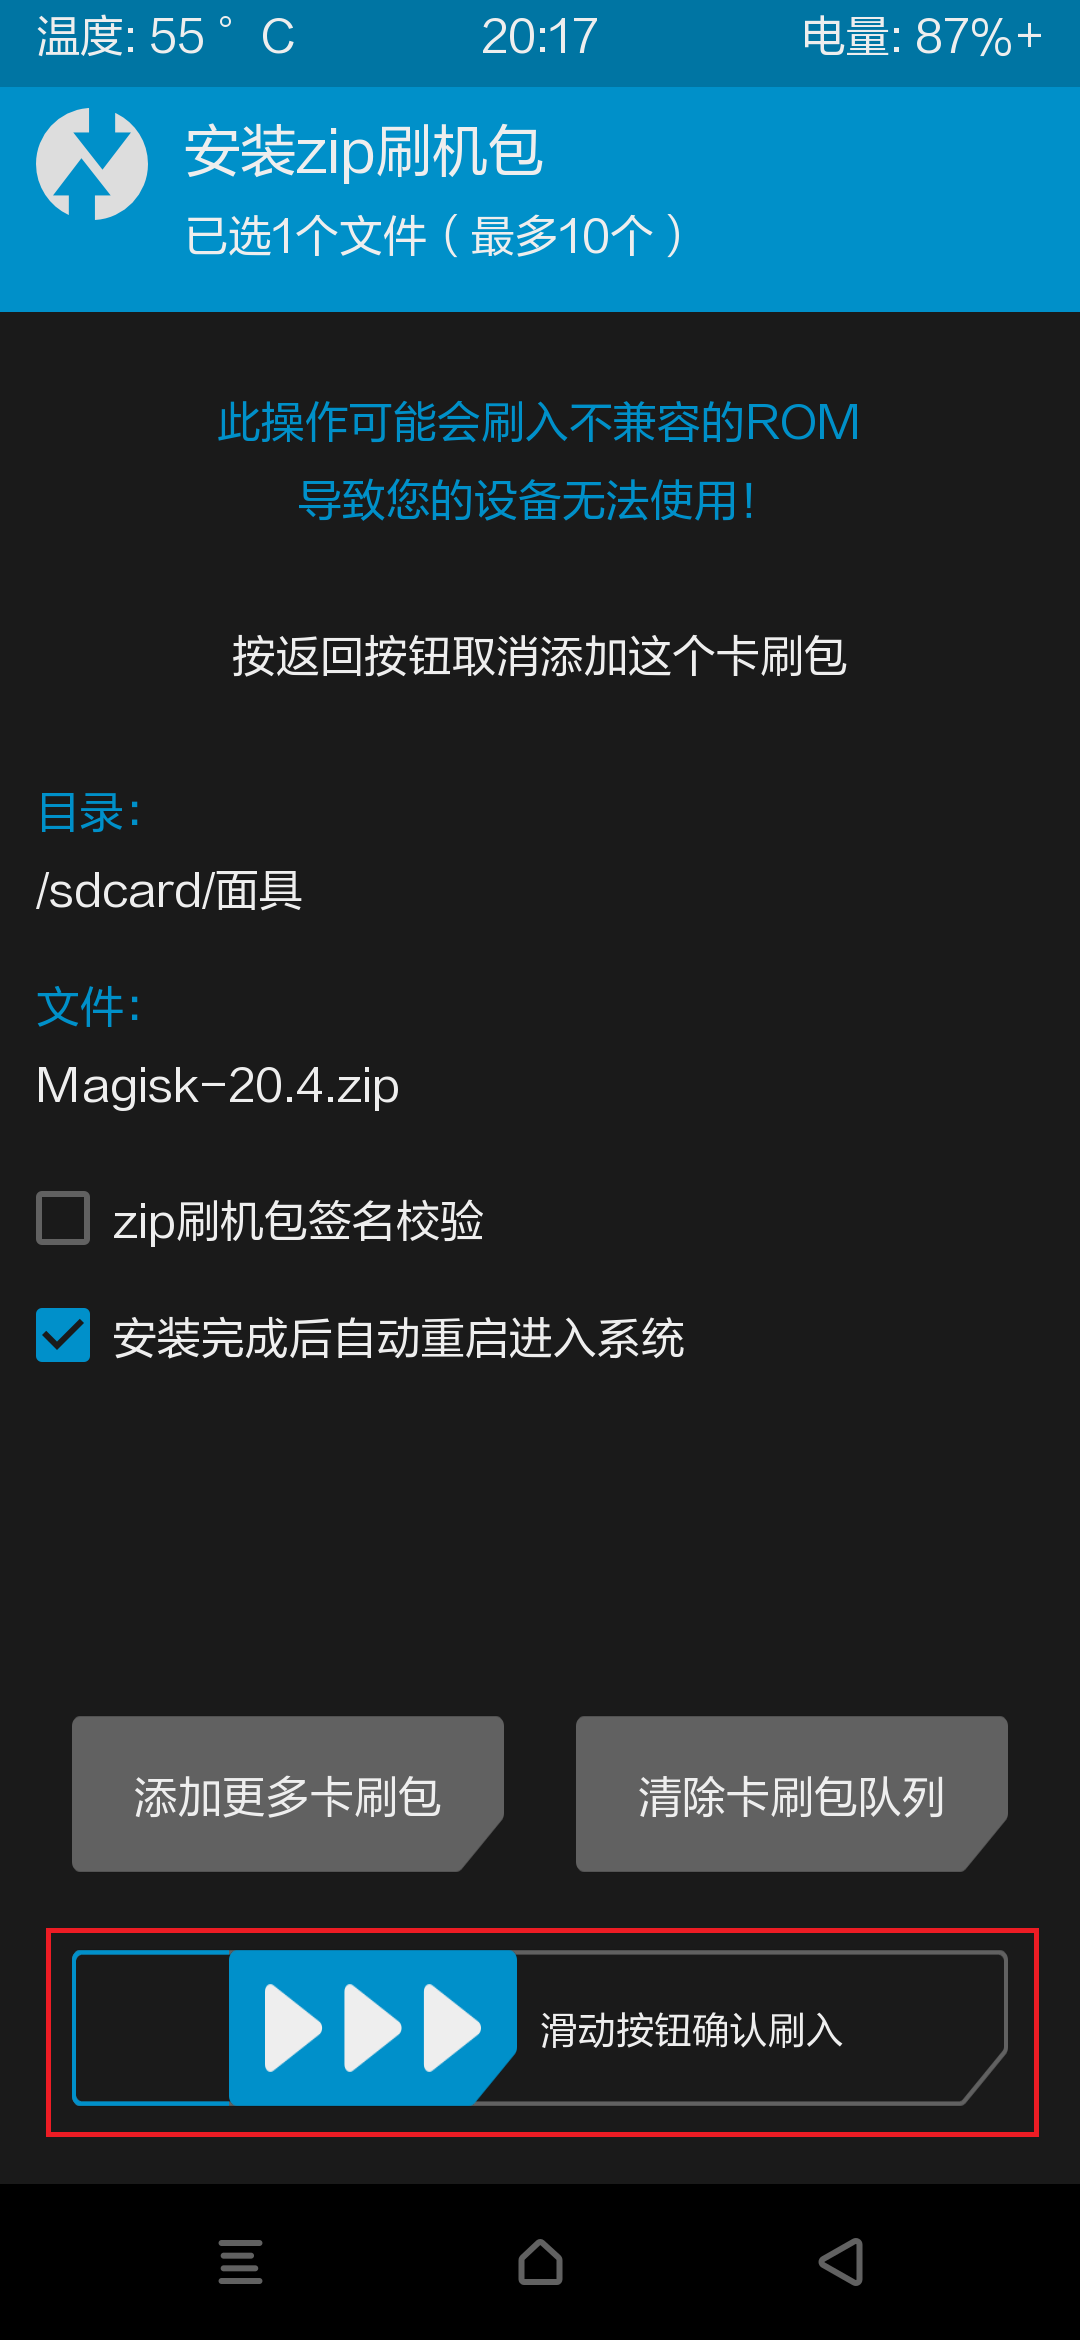 温度: 55 ° C 20:17 电量: 87%+
安装zip刷机包
已选1个文件（最多10个）
此操作可能会刷入不兼容的ROM
导致您的设备无法使用！
按返回按钮取消添加这个卡刷包
目录：
/sdcard/面具
文件：
Magisk-20.4.zip
zip刷机包签名校验
安装完成后自动重启进入系统
添加更多卡刷包 清除卡刷包队列
滑动按钮确认刷入